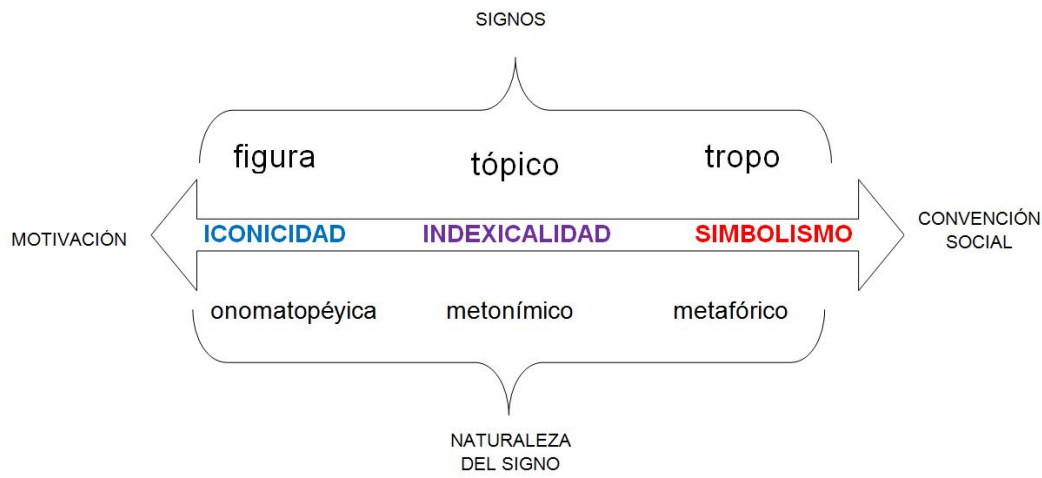 SIGNOS
figura tópico tropo
MOTIVACIÓN
ICONICIDAD INDEXICALIDAD SIMBOLISMO
CONVENCIÓN
SOCIAL
onomatopéyica metonímico metafórico
NATURALEZA
DEL SIGNO